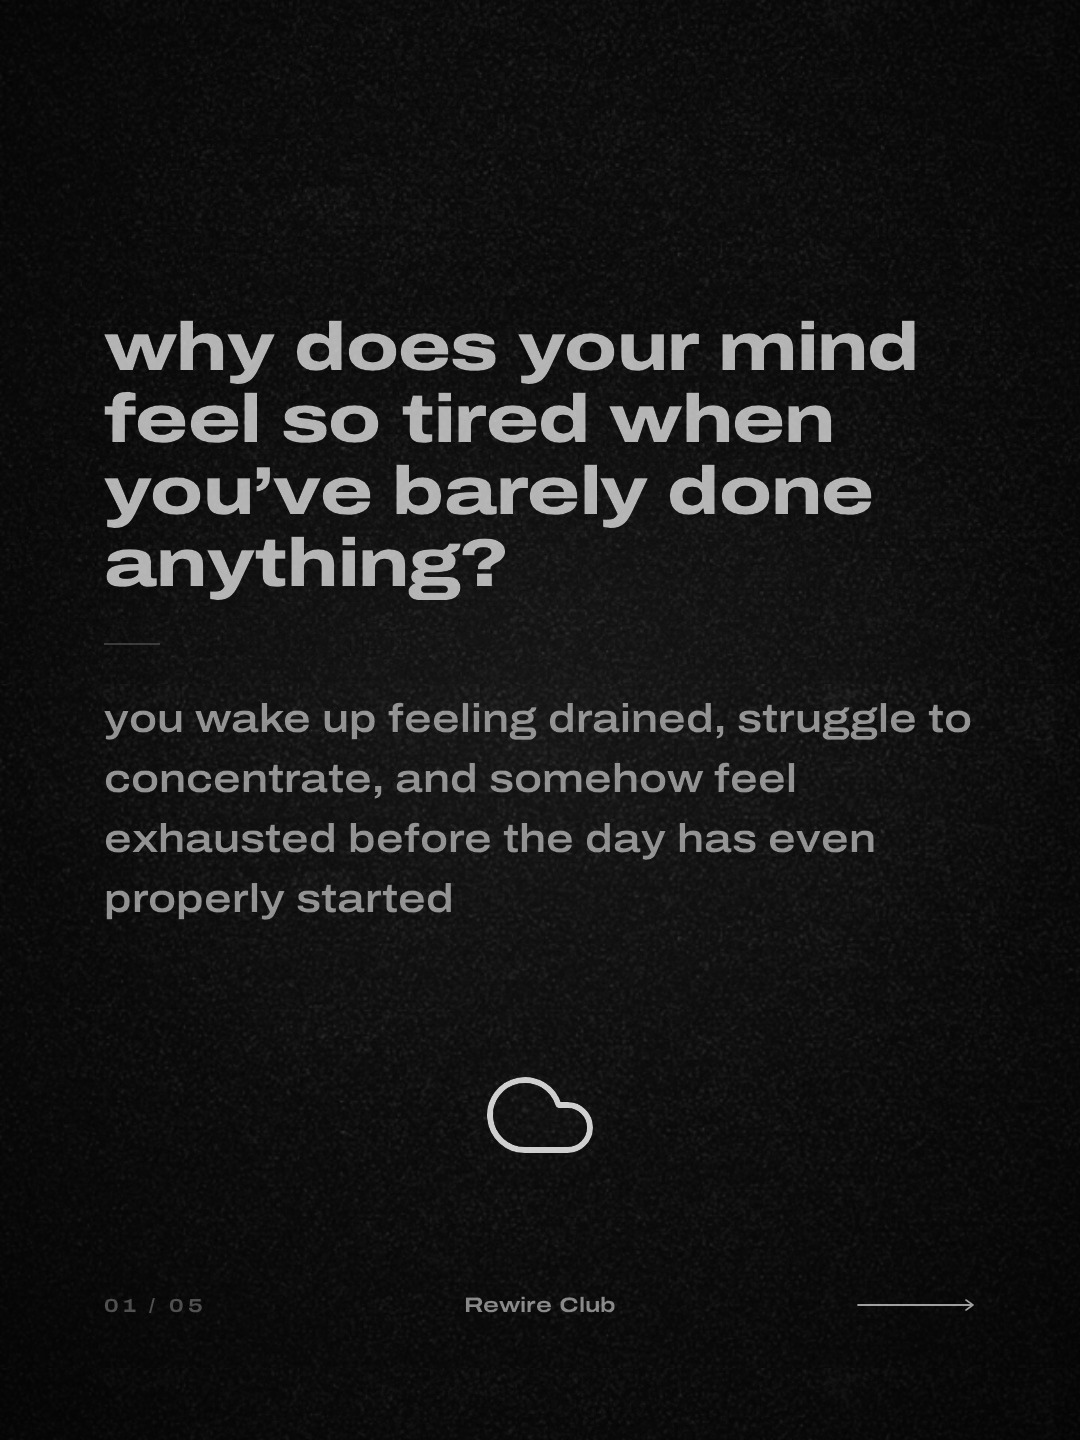 why does your mind
feel so tired when
you’ve barely done
anything?
you wake up feeling drained, struggle to
concentrate, and somehow feel
exhausted before the day has even
properly started
01 / 05
Rewire Club